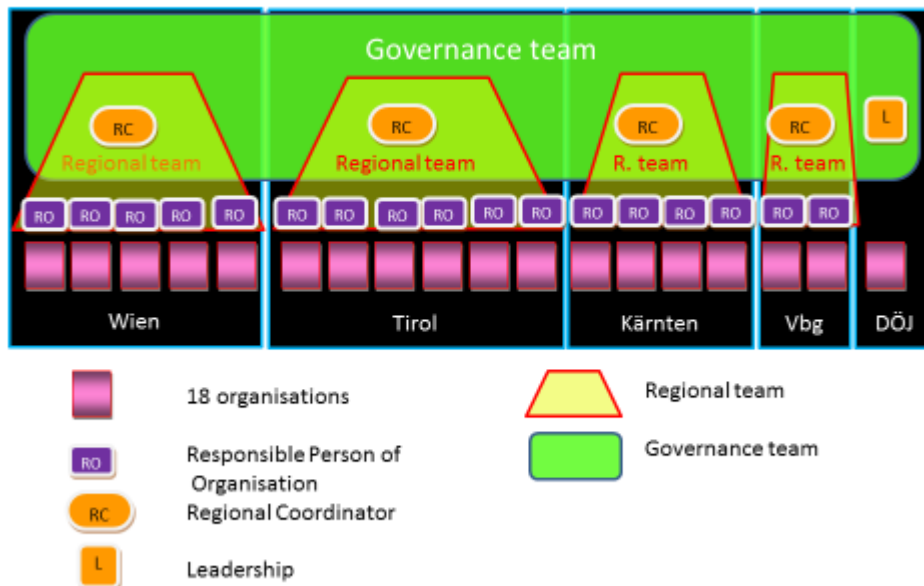 Governance team
RC RC RC RC L
Regional team Regional team R. team R. team
RO RO RO RO RO RO RO RO RO RO RO RO RO RO RO RO RO
Wien Tirol Kärnten Vbg DÖJ
18 organisations
Regional team
RO Responsible Person of
Organisation
Governance team
RC Regional Coordinator
L Leadership